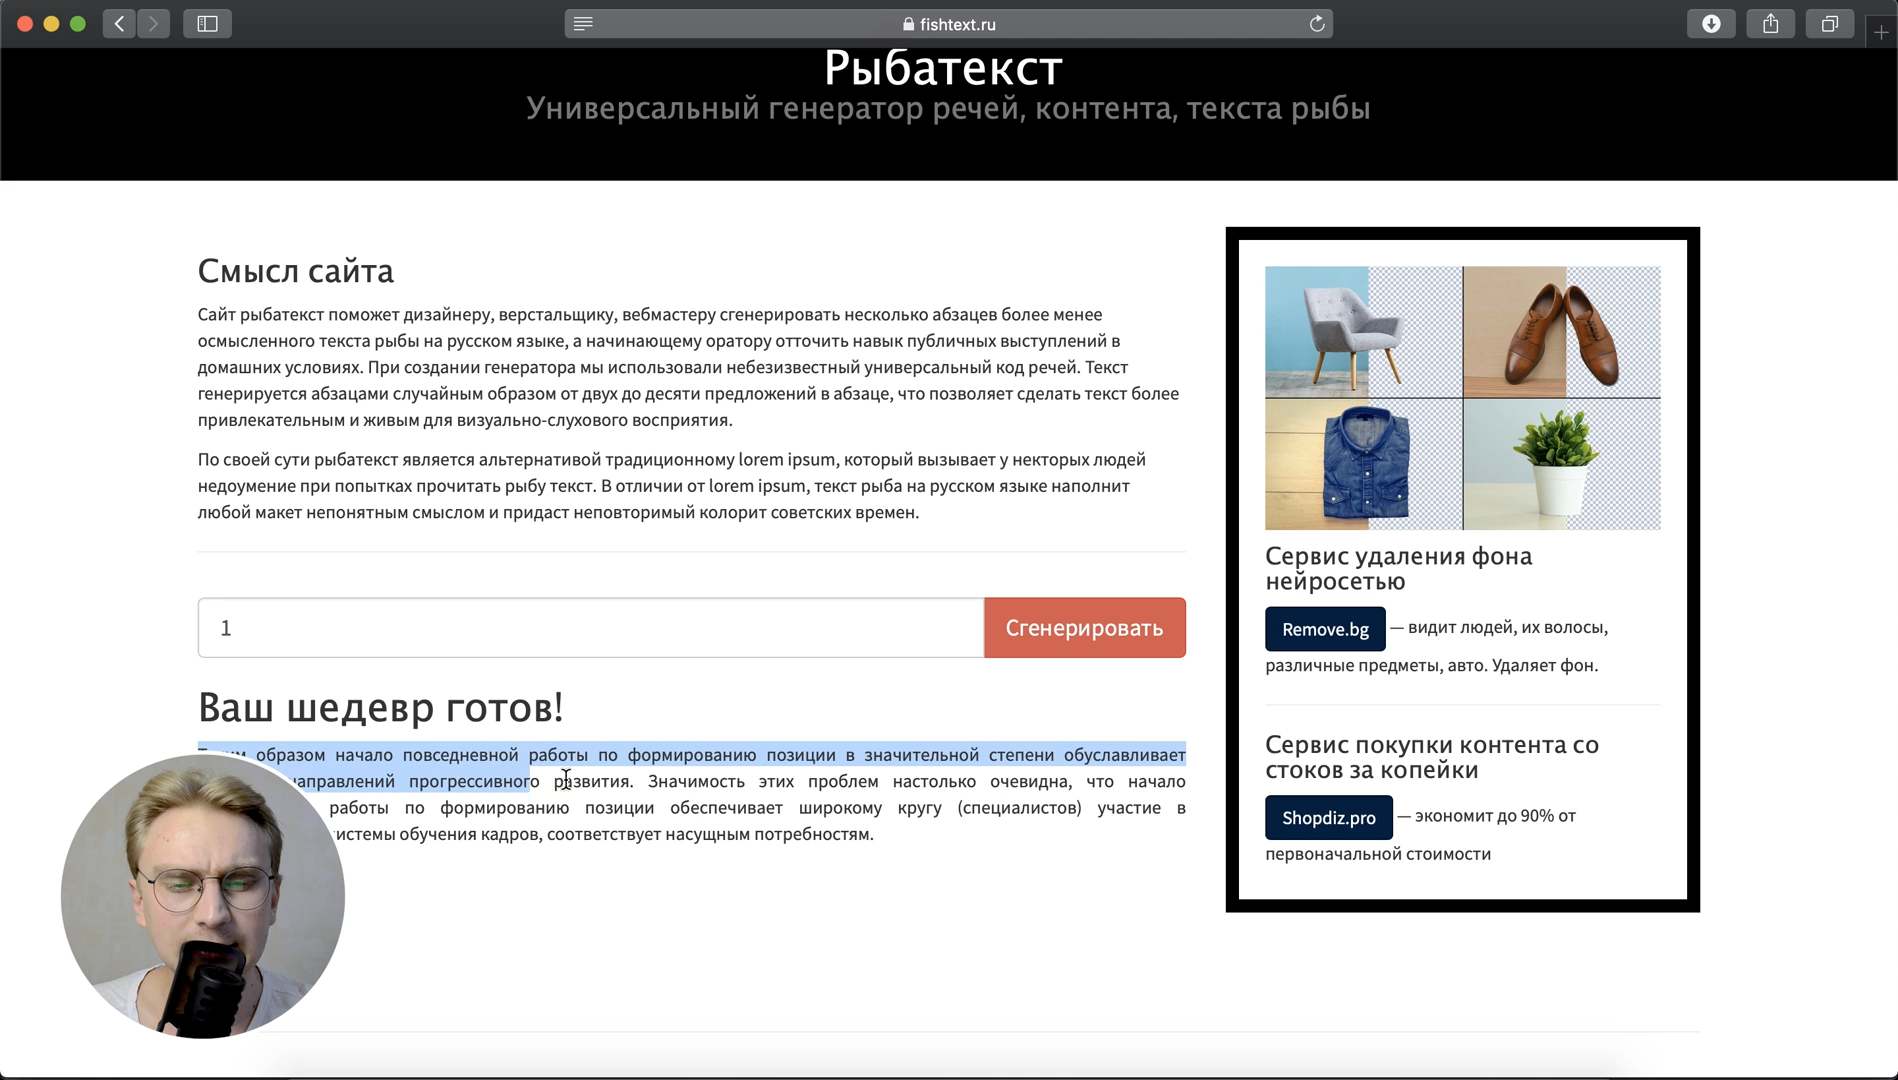 fishtext.ru
Рыбатекст
Универсальный генератор речей, контента, текста рыбы
Смысл сайта
Сайт рыбатекст поможет дизайнеру, верстальщику, вебмастеру сгенерировать несколько абзацев более менее
осмысленного текста рыбы на русском языке, а начинающему оратору отточить навык публичных выступлений в
домашних условиях. При создании генератора мы использовали небезизвестный универсальный код речей. Текст
генерируется абзацами случайным образом от двух до десяти предложений в абзаце, что позволяет сделать текст более
привлекательным и живым для визуально-слухового восприятия.
По своей сути рыбатекст является альтернативой традиционному lorem ipsum, который вызывает у некторых людей
недоумение при попытках прочитать рыбу текст. В отличии от lorem ipsum, текст рыба на русском языке наполнит
любой макет непонятным смыслом и придаст неповторимый колорит советских времен.
1
Сгенерировать
Ваш шедевр готов!
образом начало повседневной работы по формированию позиции в значительной степени обуславливает
направлений прогрессивного развития. Значимость этих проблем настолько очевидна, что начало
работы по формированию позиции обеспечивает широкому кругу (специалистов) участие в
системы обучения кадров, соответствует насущным потребностям.
Сервис удаления фона
нейросетью
Remove.bg — видит людей, их волосы,
различные предметы, авто. Удаляет фон.
Сервис покупки контента со
стоков за копейки
Shopdiz.pro — экономит до 90% от
первоначальной стоимости